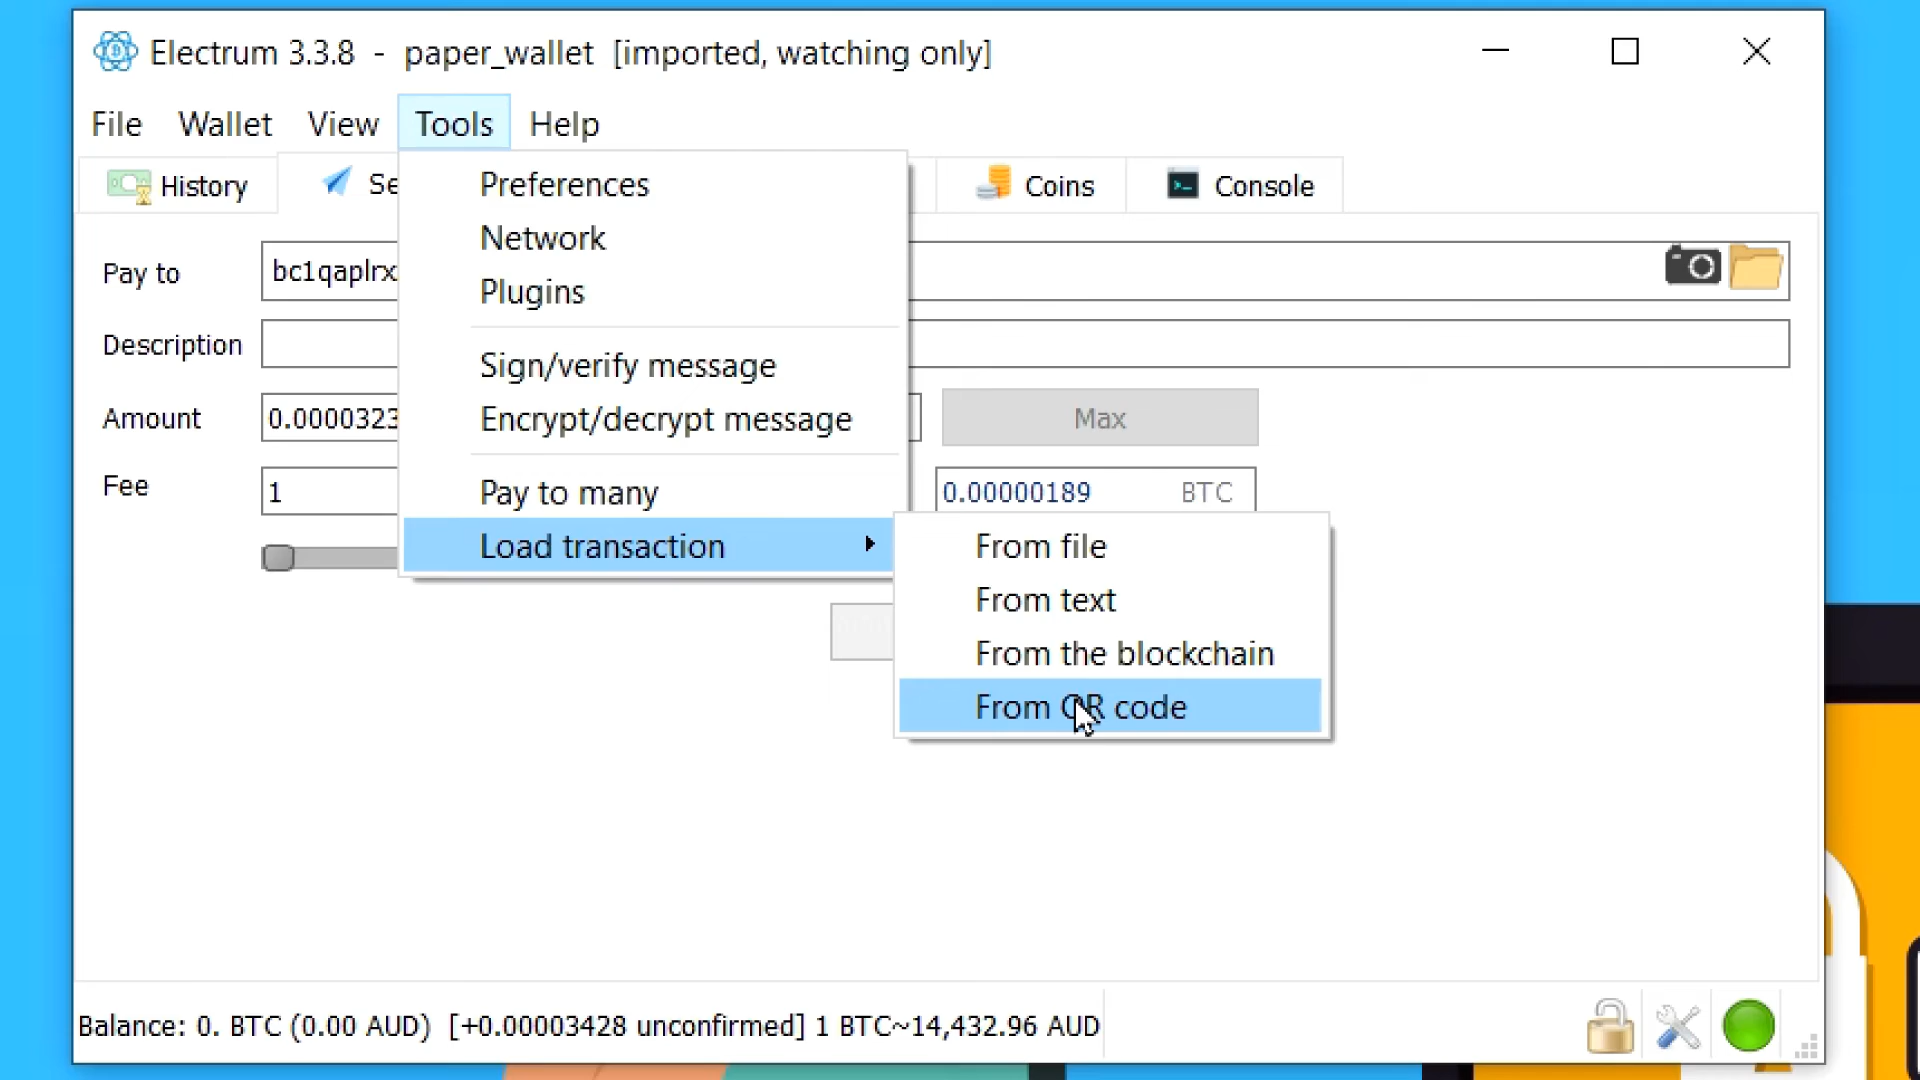 Electrum 3.3.8 - paper_wallet [imported, watching only]
File Wallet View Tools Help
History Se Coins Console
Preferences
Network
Plugins
Sign/verify message
Encrypt/decrypt message
Pay to many
Load transaction
From file
From text
From the blockchain
From QR code
Pay to bc1qaplrx
Description
Amount 0.0000323 Max
Fee 1 0.00000189 BTC
Balance: 0. BTC (0.00 AUD) [+0.00003428 unconfirmed] 1 BTC~14,432.96 AUD